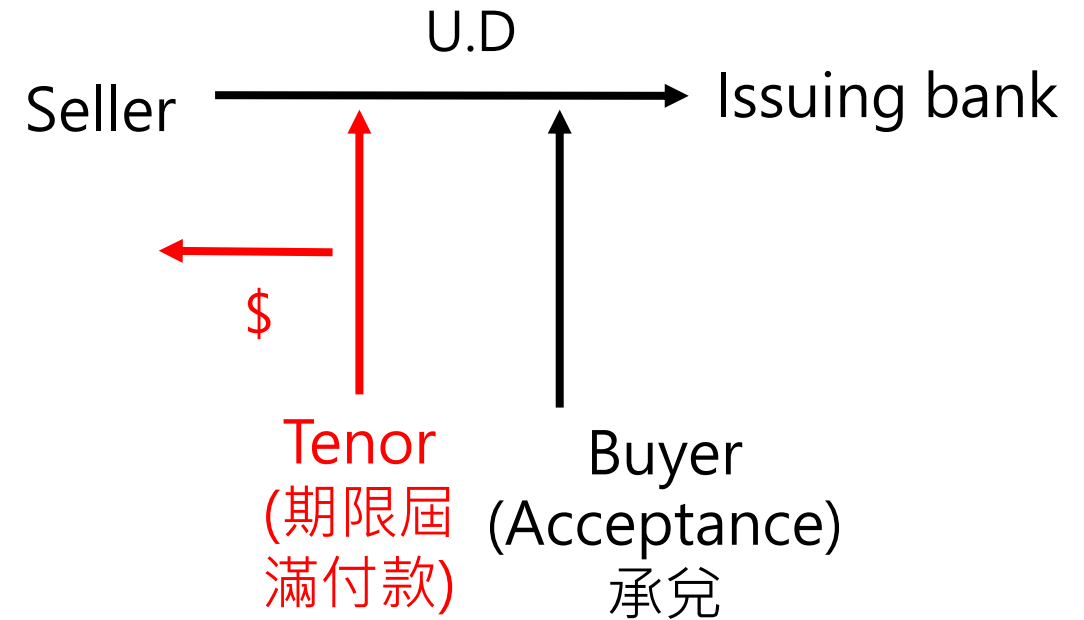 U.D
Seller
Issuing bank
$
Tenor
(期限屆
滿付款)
Buyer
(Acceptance)
承兌